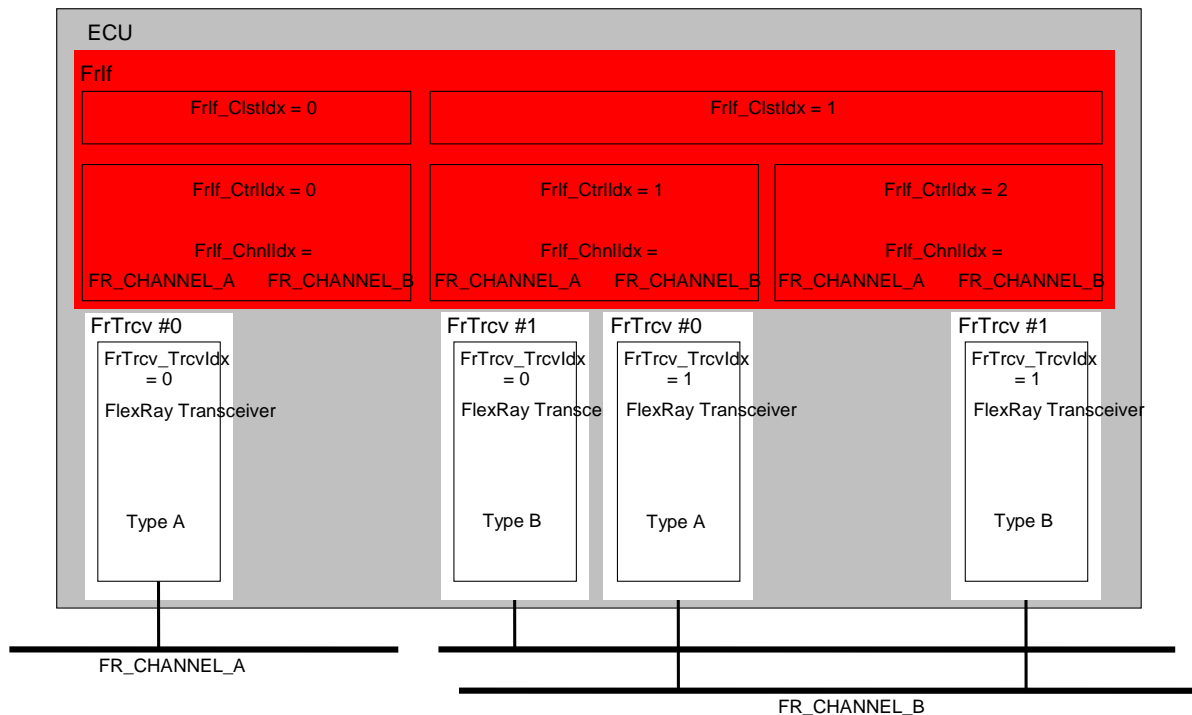 ECU
FrIf
FrIf_ClstIdx = 0
FrIf_ClstIdx = 1
FrIf_CtrlIdx = 0
FrIf_CtrlIdx = 1
FrIf_CtrlIdx = 2
FrIf_ChnlIdx =
FrIf_ChnlIdx =
FrIf_ChnlIdx =
FR_CHANNEL_A
FR_CHANNEL_B
FR_CHANNEL_A
FR_CHANNEL_B
FR_CHANNEL_A
FR_CHANNEL_B
FrTrcv #0
FrTrcv_TrcvIdx
= 0
FlexRay Transceiver
Type A
FrTrcv #1
FrTrcv_TrcvIdx
= 0
FlexRay Transce
Type B
FrTrcv #0
FrTrcv_TrcvIdx
= 1
FlexRay Transceiver
Type A
FrTrcv #1
FrTrcv_TrcvIdx
= 1
FlexRay Transceiver
Type B
FR_CHANNEL_A
FR_CHANNEL_B